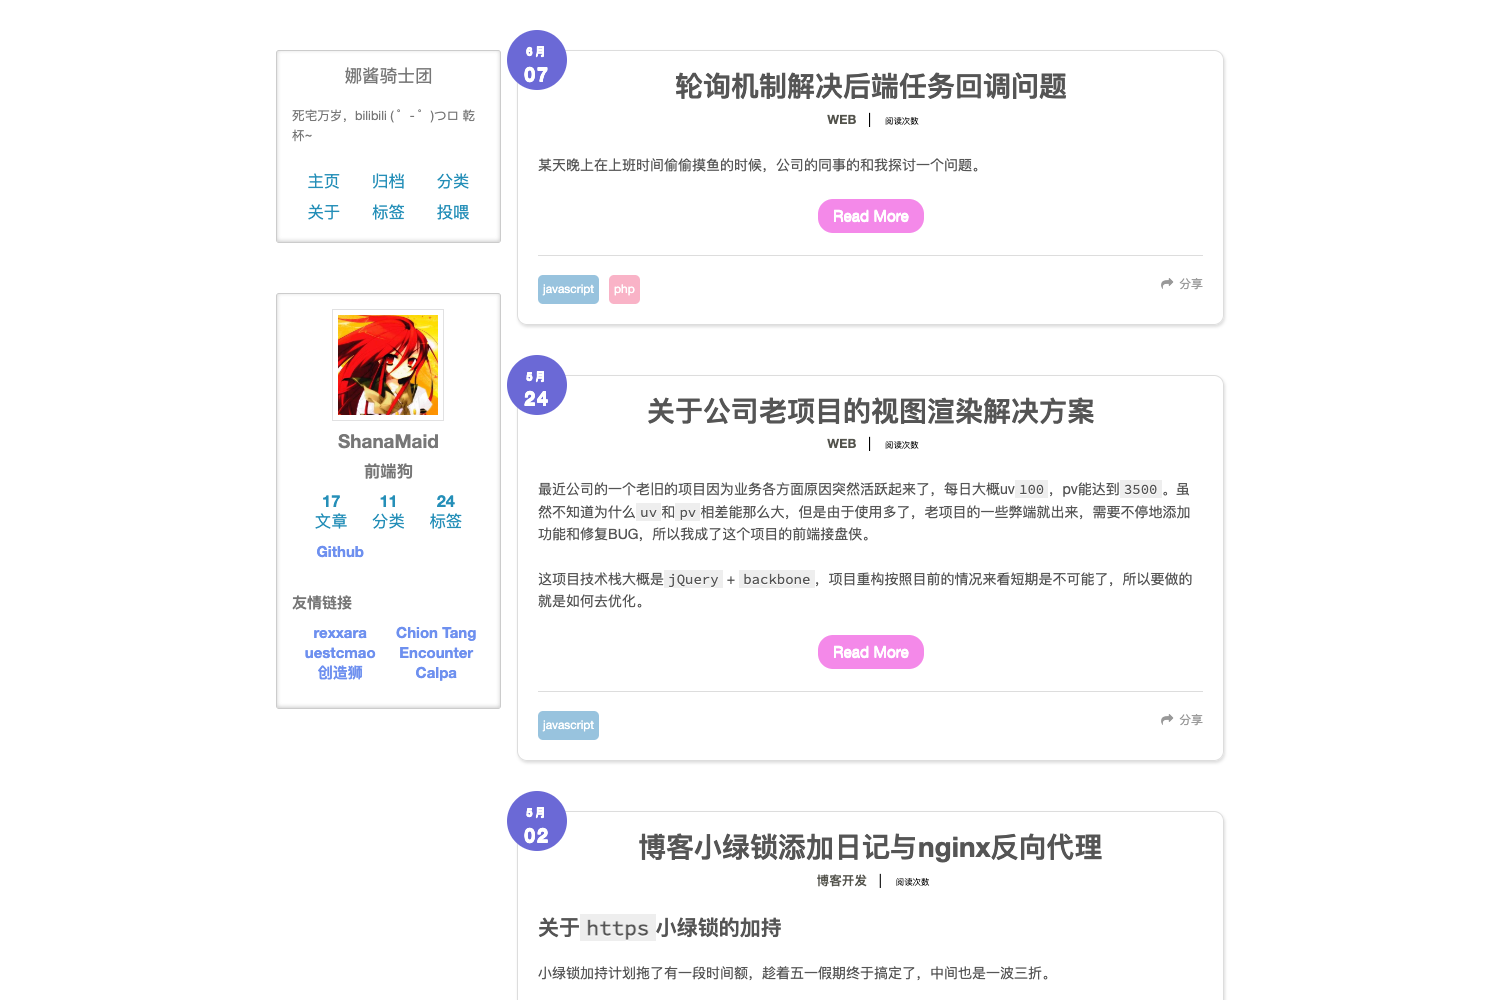 娜酱骑士团
死宅万岁，bilibili ( ゜- ゜)つロ 乾
杯~
主页 归档 分类
关于 标签 投喂
ShanaMaid
前端狗
17 11 24
文章 分类 标签
Github
友情链接
rexxara Chion Tang
uestcmao Encounter
创造狮 Calpa
6 月
07
轮询机制解决后端任务回调问题
WEB | 阅读次数
某天晚上在上班时间偷偷摸鱼的时候，公司的同事的和我探讨一个问题。
Read More
javascript php 分享
5 月
24
关于公司老项目的视图渲染解决方案
WEB | 阅读次数
最近公司的一个老旧的项目因为业务各方面原因突然活跃起来了，每日大概uv 100 ，pv能达到 3500 。虽
然不知道为什么 uv 和 pv 相差能那么大，但是由于使用多了，老项目的一些弊端就出来，需要不停地添加
功能和修复BUG，所以我成了这个项目的前端接盘侠。
这项目技术栈大概是 jQuery + backbone ，项目重构按照目前的情况来看短期是不可能了，所以要做的
就是如何去优化。
Read More
javascript 分享
5 月
02
博客小绿锁添加日记与nginx反向代理
博客开发 | 阅读次数
关于 https 小绿锁的加持
小绿锁加持计划拖了有一段时间额，趁着五一假期终于搞定了，中间也是一波三折。